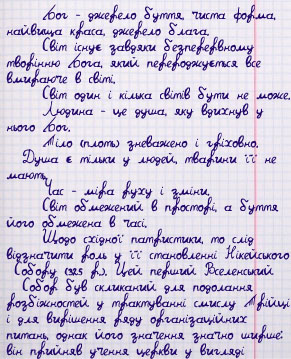 Бог - джерело буття, чиста форма,
найвища краса, джерело блага.
Світ існує завдяки безперервному
творінню Бога, який перероджується все
вмираюче в світі.
Світ один і кілька світів бути не може.
Людина - це душа, яку вдихнув у
нього Бог.
Тіло (плоть) зневажено і гріховно.
Душа є тільки у людей, тварини її не
мають.
Час - міра руху і зміни.
Світ обмежений в просторі, а буття
його обмежена в часі.
Щодо східної патристики, то слід
відзначити роль у її становленні Нікейського
Собору (325 р.). Цей перший Вселенський
Собор був скликаний для подолання
розбіжностей у трактуванні смислу Трійці
і для вирішення ряду організаційних
питань, однак його значення значно ширше:
він прийняв учення церкви у вигляді